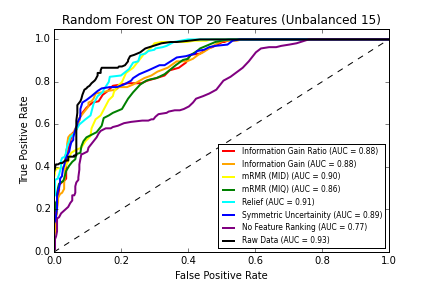 Random Forest ON TOP 20 Features (Unbalanced 15)
1.0
0.8
0.6
0.4
0.2
0.0
True Positive Rate
Information Gain Ratio (AUC = 0.88)
Information Gain (AUC = 0.88)
mRMR (MID) (AUC = 0.90)
mRMR (MIQ) (AUC = 0.86)
Relief (AUC = 0.91)
Symmetric Uncertainity (AUC = 0.89)
No Feature Ranking (AUC = 0.77)
Raw Data (AUC = 0.93)
0.0 0.2 0.4 0.6 0.8 1.0
False Positive Rate